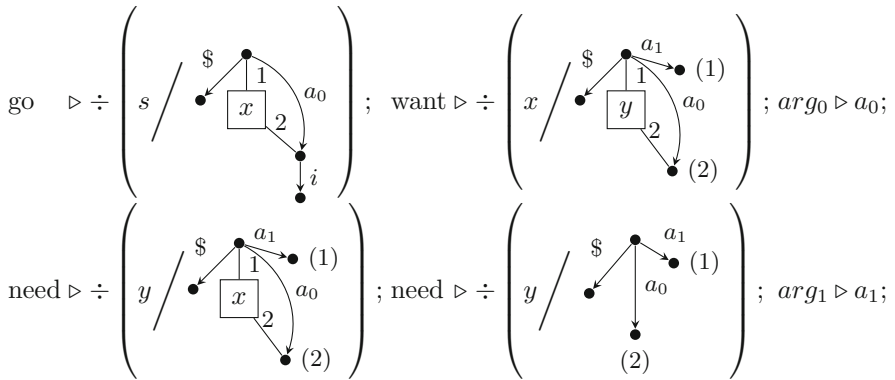 go ▷ ÷ ( s / $ 1 x 2 a₀ i ) ; want ▷ ÷ ( x / $ 1 y 2 a₁ (1) a₀ (2) ) ; arg₀ ▷ a₀;
need ▷ ÷ ( y / $ 1 x 2 a₁ (1) a₀ (2) ) ; need ▷ ÷ ( y / $ a₁ (1) a₀ (2) ) ; arg₁ ▷ a₁;